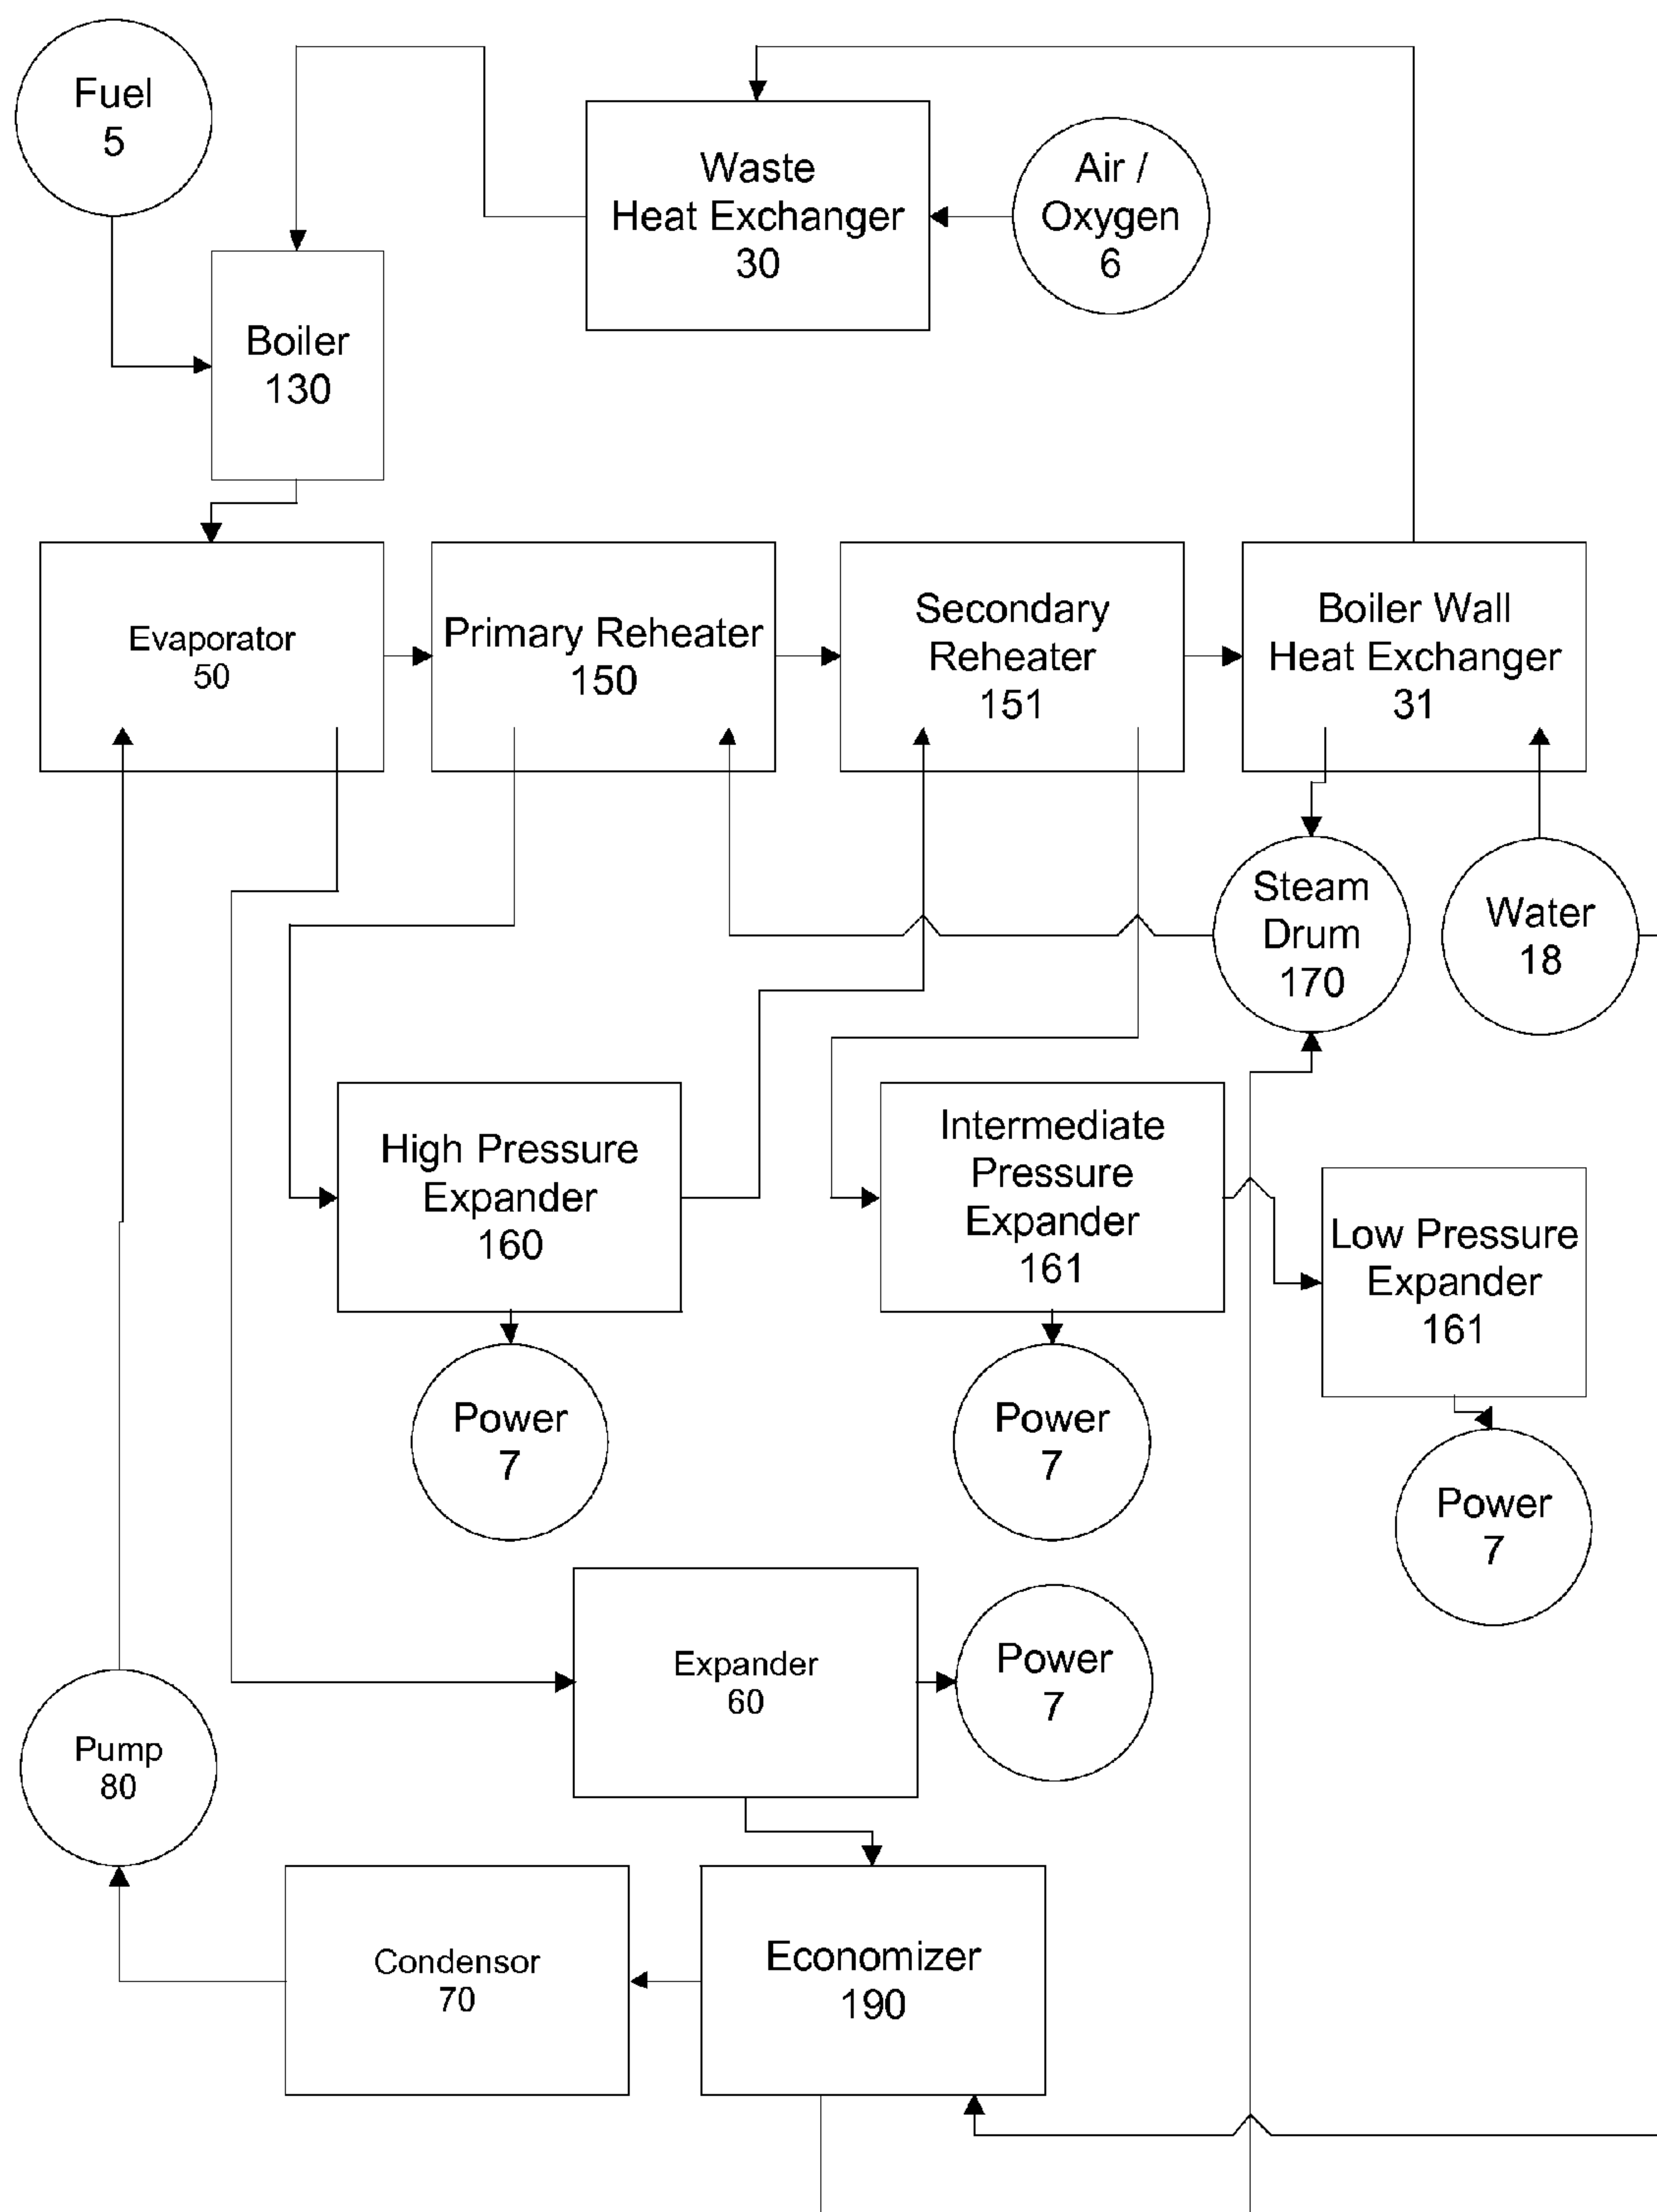 Fuel
5
Waste
Heat Exchanger
30
Air /
Oxygen
6
Boiler
130
Evaporator
50
Primary Reheater
150
Secondary
Reheater
151
Boiler Wall
Heat Exchanger
31
Steam
Drum
170
Water
18
High Pressure
Expander
160
Intermediate
Pressure
Expander
161
Low Pressure
Expander
161
Power
7
Power
7
Power
7
Expander
60
Power
7
Pump
80
Condensor
70
Economizer
190